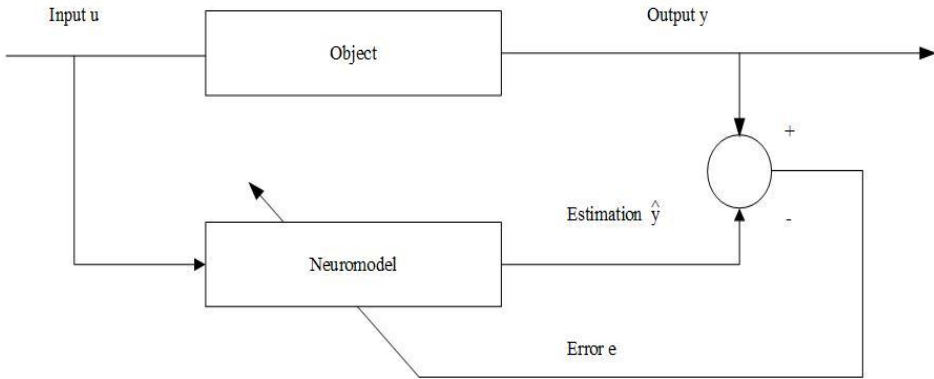 Input u
Output y
Object
+
Estimation ŷ
-
Neuromodel
Error e